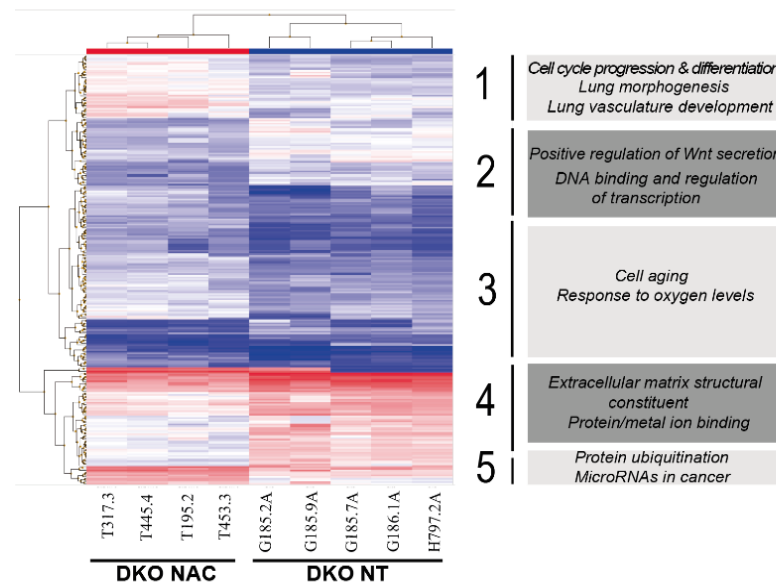 1
Cell cycle progression & differentiation
Lung morphogenesis
Lung vasculature development
2
Positive regulation of Wnt secretion
DNA binding and regulation
of transcription
3
Cell aging
Response to oxygen levels
4
Extracellular matrix structural
constituent
Protein/metal ion binding
5
Protein ubiquitination
MicroRNAs in cancer
T317.3
T445.4
T195.2
T453.3
G185.2A
G185.9A
G185.7A
G186.1A
H797.2A
DKO NAC
DKO NT